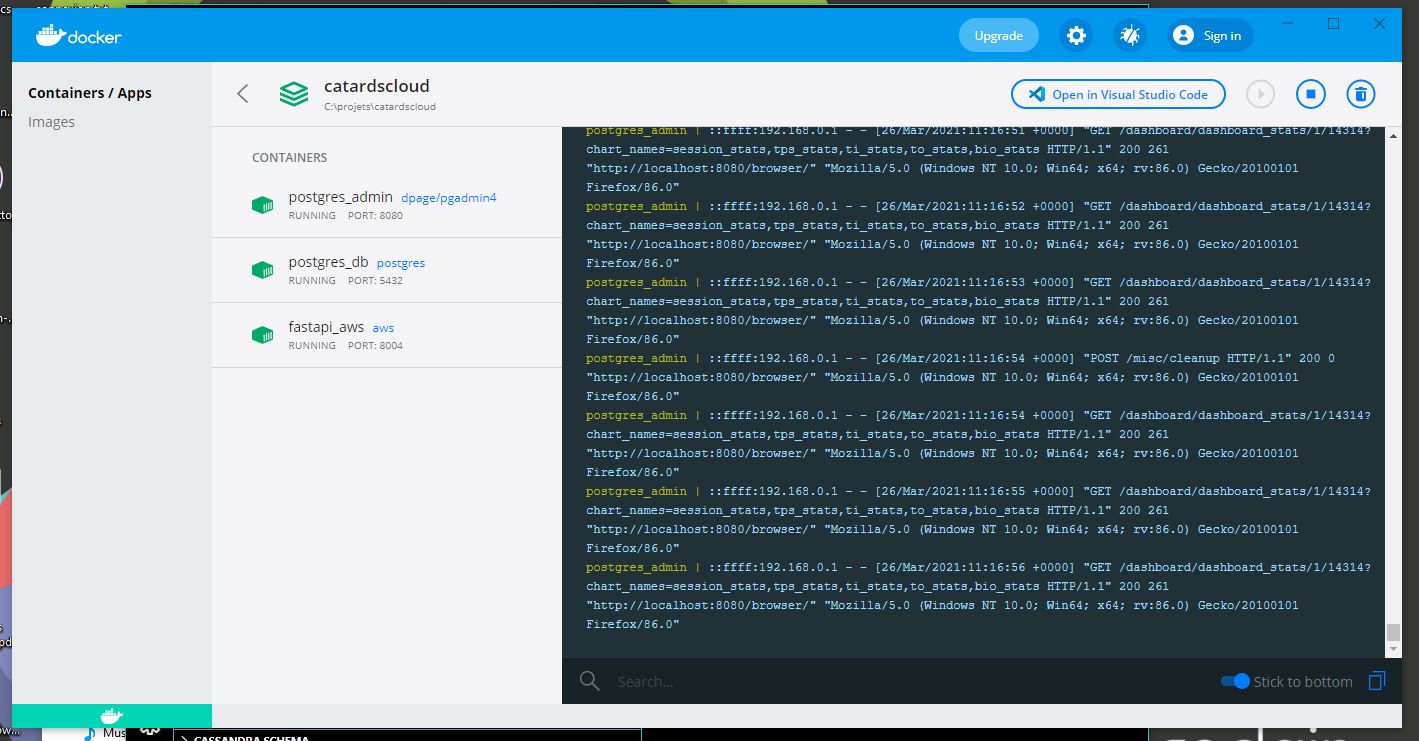 docker
Upgrade
Sign in
Containers / Apps
Images
catardscloud
C:\projets\catardscloud
Open in Visual Studio Code
CONTAINERS
postgres_admin dpage/pgadmin4
RUNNING PORT: 8080
postgres_db postgres
RUNNING PORT: 5432
fastapi_aws aws
RUNNING PORT: 8004
postgres_admin | ::ffff:192.168.0.1 - - [26/Mar/2021:11:16:51 +0000] "GET /dashboard/dashboard_stats/1/14314?
chart_names=session_stats,tps_stats,ti_stats,to_stats,bio_stats HTTP/1.1" 200 261
"http://localhost:8080/browser/" "Mozilla/5.0 (Windows NT 10.0; Win64; x64; rv:86.0) Gecko/20100101
Firefox/86.0"
postgres_admin | ::ffff:192.168.0.1 - - [26/Mar/2021:11:16:52 +0000] "GET /dashboard/dashboard_stats/1/14314?
chart_names=session_stats,tps_stats,ti_stats,to_stats,bio_stats HTTP/1.1" 200 261
"http://localhost:8080/browser/" "Mozilla/5.0 (Windows NT 10.0; Win64; x64; rv:86.0) Gecko/20100101
Firefox/86.0"
postgres_admin | ::ffff:192.168.0.1 - - [26/Mar/2021:11:16:53 +0000] "GET /dashboard/dashboard_stats/1/14314?
chart_names=session_stats,tps_stats,ti_stats,to_stats,bio_stats HTTP/1.1" 200 261
"http://localhost:8080/browser/" "Mozilla/5.0 (Windows NT 10.0; Win64; x64; rv:86.0) Gecko/20100101
Firefox/86.0"
postgres_admin | ::ffff:192.168.0.1 - - [26/Mar/2021:11:16:54 +0000] "POST /misc/cleanup HTTP/1.1" 200 0
"http://localhost:8080/browser/" "Mozilla/5.0 (Windows NT 10.0; Win64; x64; rv:86.0) Gecko/20100101
Firefox/86.0"
postgres_admin | ::ffff:192.168.0.1 - - [26/Mar/2021:11:16:54 +0000] "GET /dashboard/dashboard_stats/1/14314?
chart_names=session_stats,tps_stats,ti_stats,to_stats,bio_stats HTTP/1.1" 200 261
"http://localhost:8080/browser/" "Mozilla/5.0 (Windows NT 10.0; Win64; x64; rv:86.0) Gecko/20100101
Firefox/86.0"
postgres_admin | ::ffff:192.168.0.1 - - [26/Mar/2021:11:16:55 +0000] "GET /dashboard/dashboard_stats/1/14314?
chart_names=session_stats,tps_stats,ti_stats,to_stats,bio_stats HTTP/1.1" 200 261
"http://localhost:8080/browser/" "Mozilla/5.0 (Windows NT 10.0; Win64; x64; rv:86.0) Gecko/20100101
Firefox/86.0"
postgres_admin | ::ffff:192.168.0.1 - - [26/Mar/2021:11:16:56 +0000] "GET /dashboard/dashboard_stats/1/14314?
chart_names=session_stats,tps_stats,ti_stats,to_stats,bio_stats HTTP/1.1" 200 261
"http://localhost:8080/browser/" "Mozilla/5.0 (Windows NT 10.0; Win64; x64; rv:86.0) Gecko/20100101
Firefox/86.0"
Search...
Stick to bottom
Mus
CASSANDRA SCHEMA